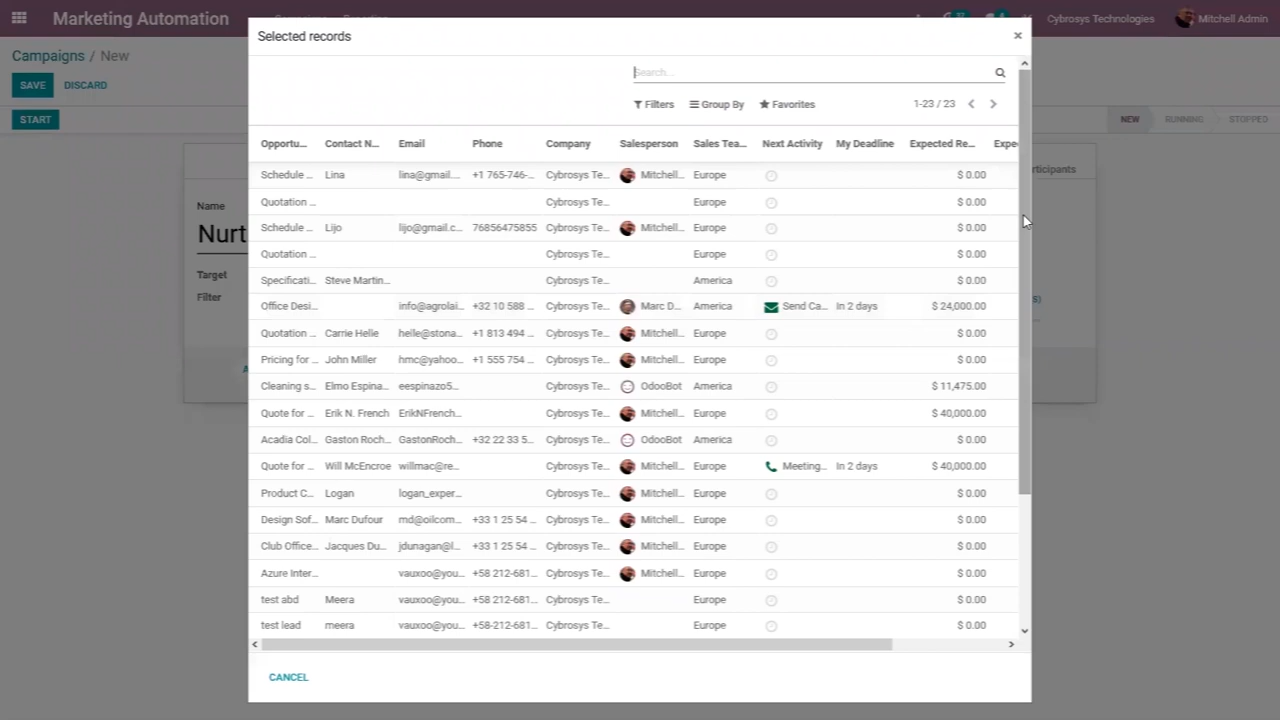 Marketing Automation
Cybrosys Technologies Mitchell Admin
Selected records ×
Campaigns / New
SAVE DISCARD
Search...
Filters Group By Favorites 1-23 / 23
START NEW RUNNING STOPPED
Opportu... Contact N... Email Phone Company Salesperson Sales Tea... Next Activity My Deadline Expected Re... Expec
Schedule ... Lina lina@gmail.... +1 765-746-... Cybrosys Te... Mitchell... Europe $ 0.00
Quotation ... Cybrosys Te... Europe $ 0.00
Name
Schedule ... Lijo lijo@gmail.c... 76856475855 Cybrosys Te... Mitchell... Europe $ 0.00
Nurt
Quotation ... Cybrosys Te... Europe $ 0.00
Target
Specificati... Steve Martin... Cybrosys Te... America $ 0.00
Filter
Office Desi... info@agrolai... +32 10 588 ... Cybrosys Te... Marc D... America Send Ca... In 2 days $ 24,000.00
Quotation ... Carrie Helle heile@stona... +1 813 494 ... Cybrosys Te... Mitchell... Europe $ 0.00
Pricing for ... John Miller hmc@yahoo... +1 555 754 ... Cybrosys Te... Mitchell... Europe $ 0.00
Cleaning s... Elmo Espina... eespinazo5... Cybrosys Te... OdooBot America $ 11,475.00
Quote for ... Erik N. French ErikNFrench... Cybrosys Te... Mitchell... Europe $ 40,000.00
Acadia Col... Gaston Roch... GastonRoch... +32 22 33 5... Cybrosys Te... OdooBot America $ 0.00
Quote for ... Will McEncroe willmac@re... Cybrosys Te... Mitchell... Europe Meeting... In 2 days $ 40,000.00
Product C... Logan logan_exper... Cybrosys Te... Mitchell... Europe $ 0.00
Design Sof... Marc Dufour md@oilcom... +33 1 25 54 ... Cybrosys Te... Mitchell... Europe $ 0.00
Club Office... Jacques Du... jdunagan@l... +33 1 25 54 ... Cybrosys Te... Mitchell... Europe $ 0.00
Azure Inter... vauxoo@you... +58 212-681... Cybrosys Te... Mitchell... Europe $ 0.00
test abd Meera vauxoo@you... +58 212-681... Cybrosys Te... Europe $ 0.00
test lead meera vauxoo@you... +58-212-681... Cybrosys Te... Europe $ 0.00
CANCEL